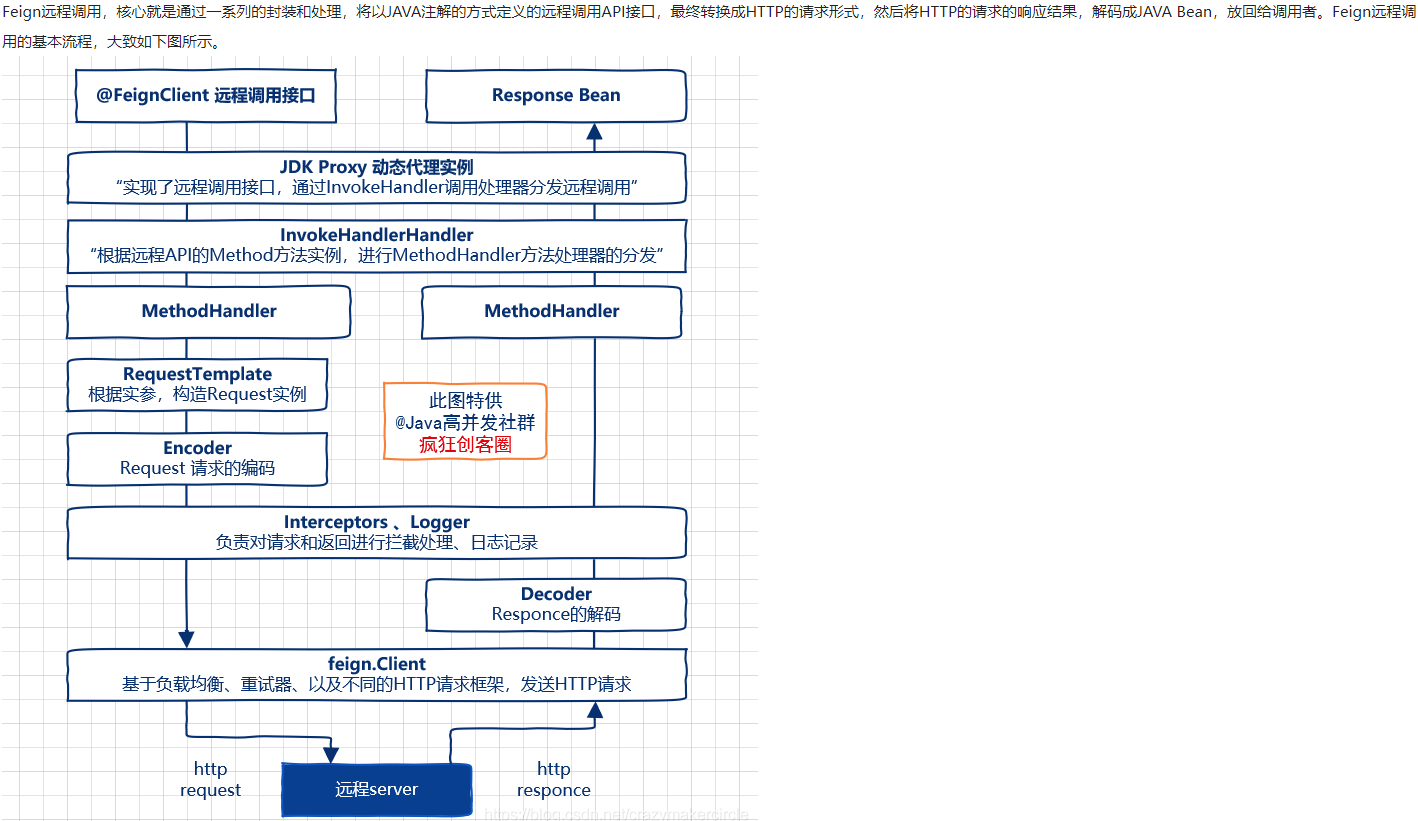 Feign远程调用，核心就是通过一系列的封装和处理，将以JAVA注解的方式定义的远程调用API接口，最终转换成HTTP的请求形式，然后将HTTP的请求的响应结果，解码成JAVA Bean，放回给调用者。Feign远程调
用的基本流程，大致如下图所示。
@FeignClient 远程调用接口
Response Bean
JDK Proxy 动态代理实例
“实现了远程调用接口，通过InvokeHandler调用处理器分发远程调用”
InvokeHandlerHandler
“根据远程API的Method方法实例，进行MethodHandler方法处理器的分发”
MethodHandler
MethodHandler
RequestTemplate
根据实参，构造Request实例
此图特供
@Java高并发社群
疯狂创客圈
Encoder
Request 请求的编码
Interceptors 、Logger
负责对请求和返回进行拦截处理、日志记录
Decoder
Responce的解码
feign.Client
基于负载均衡、重试器、以及不同的HTTP请求框架，发送HTTP请求
http
request
远程server
http
responce
https://blog.csdn.net/crazymakercircle